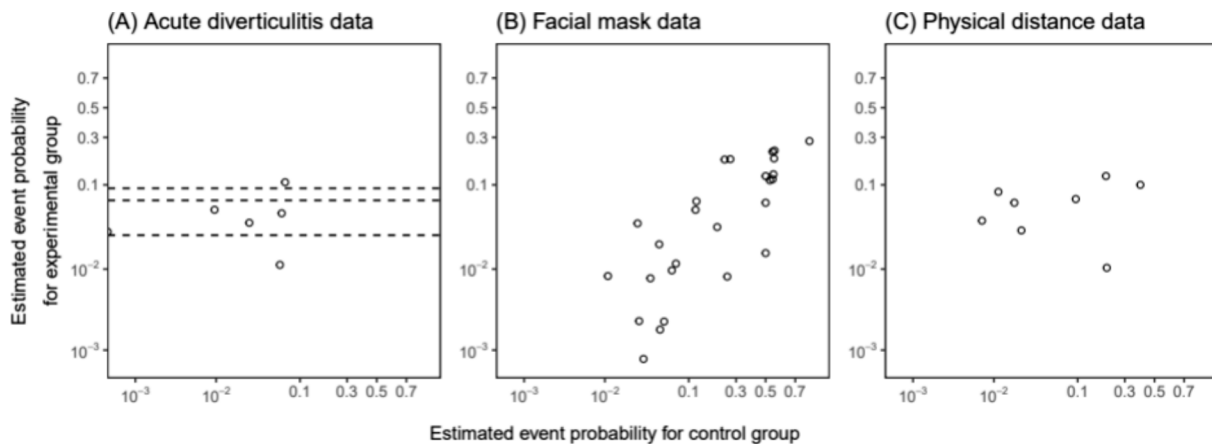 (A) Acute diverticulitis data
(B) Facial mask data
(C) Physical distance data
Estimated event probability
for experimental group
0.7
0.5
0.3
0.1
10⁻²
10⁻³
10⁻³ 10⁻² 0.1 0.3 0.5 0.7
0.7
0.5
0.3
0.1
10⁻²
10⁻³
10⁻² 0.1 0.3 0.5 0.7
0.7
0.5
0.3
0.1
10⁻²
10⁻³
10⁻³ 10⁻² 0.1 0.3 0.5 0.7
Estimated event probability for control group